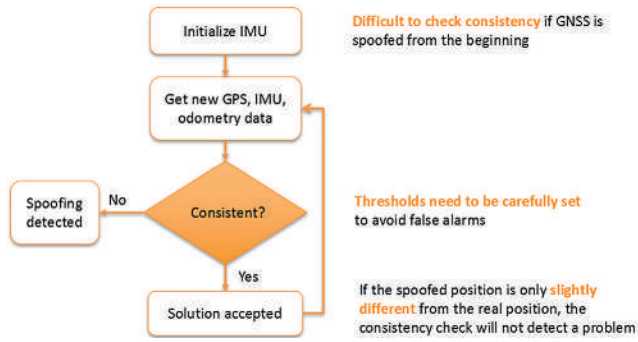 Initialize IMU
Difficult to check consistency if GNSS is
spoofed from the beginning
Get new GPS, IMU,
odometry data
Spoofing
detected
No
Consistent?
Thresholds need to be carefully set
to avoid false alarms
Yes
Solution accepted
If the spoofed position is only slightly
different from the real position, the
consistency check will not detect a problem